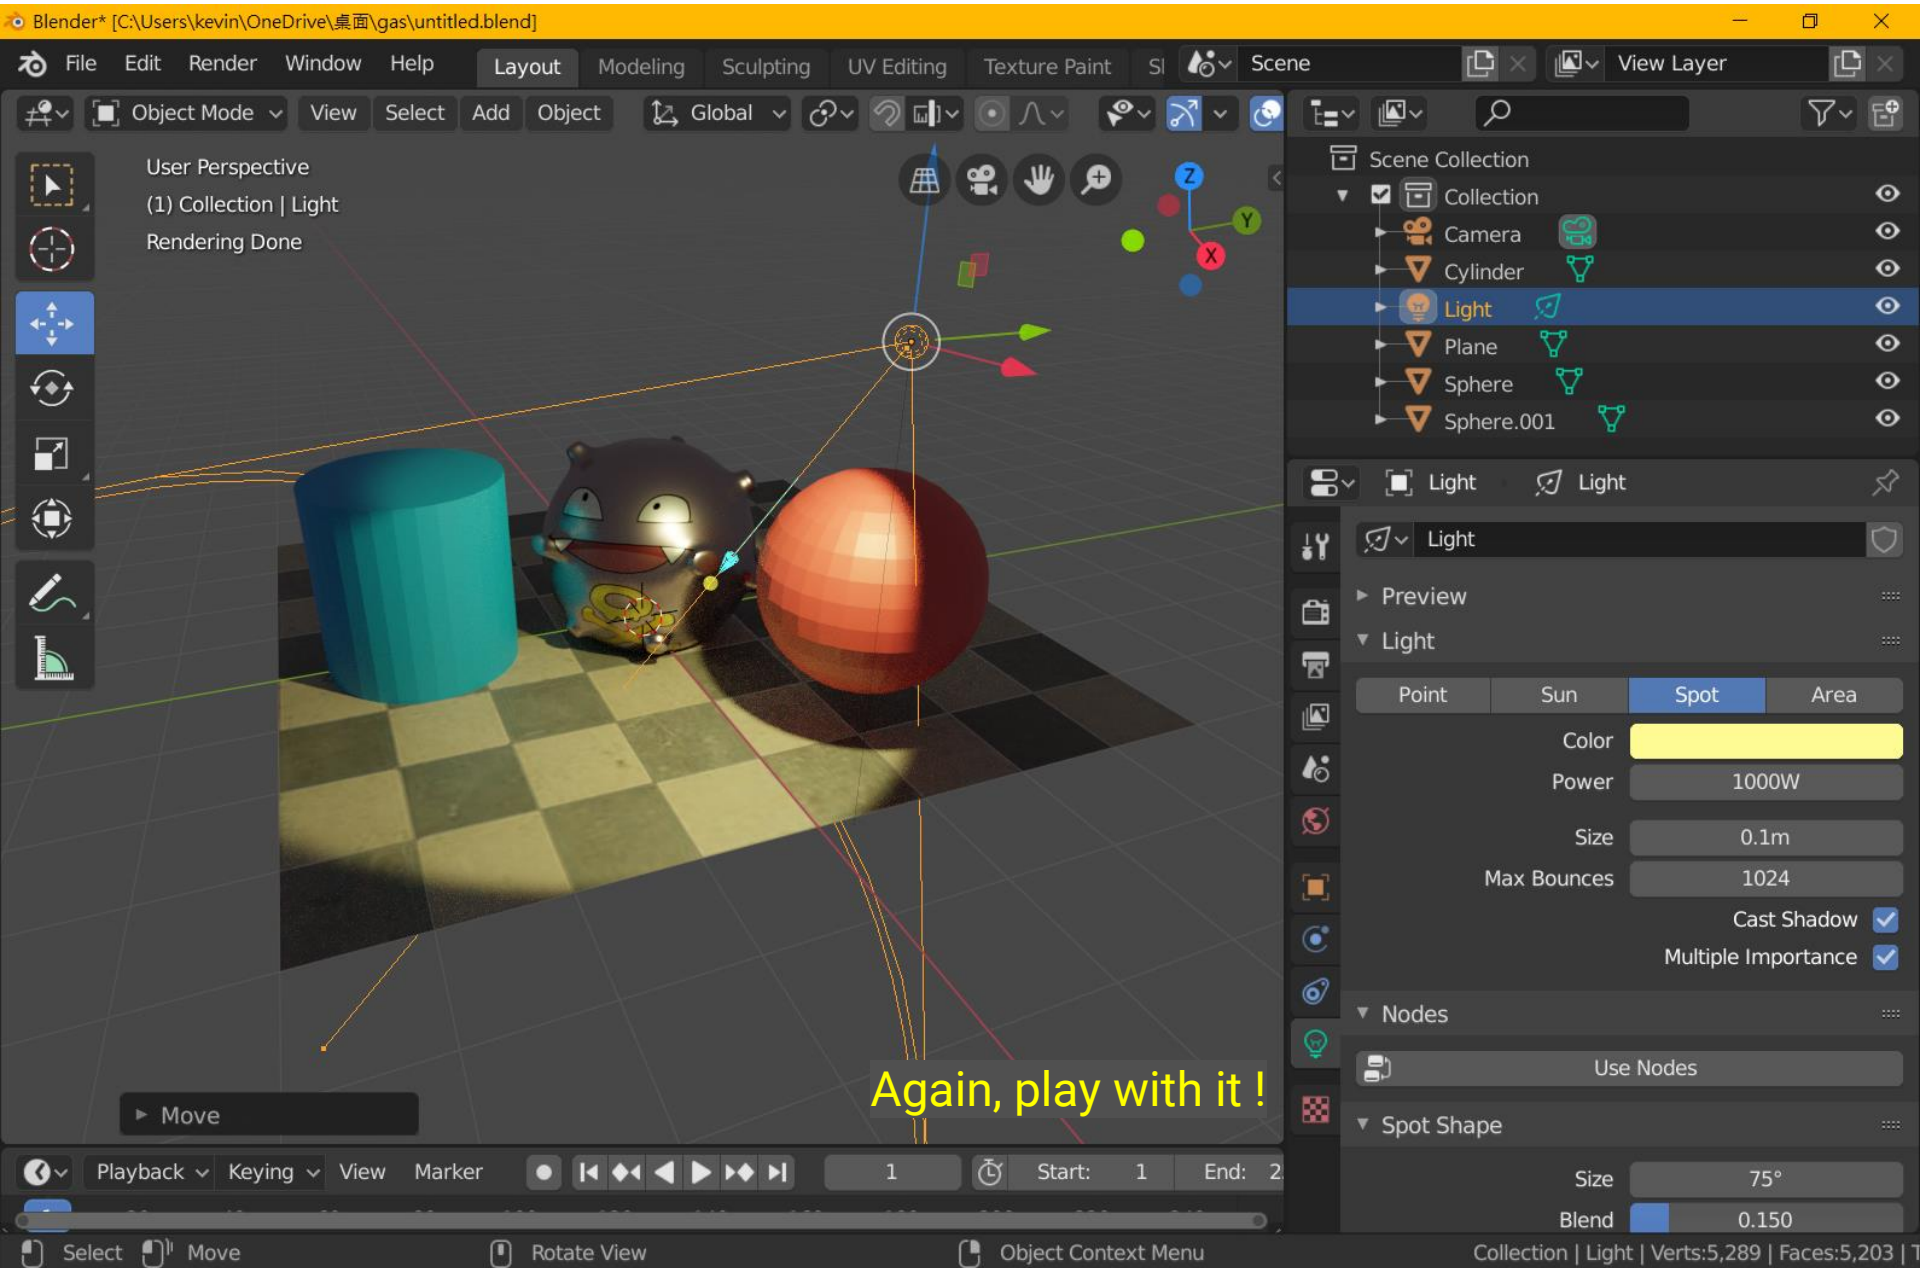 Blender* [C:\Users\kevin\OneDrive\桌面\gas\untitled.blend]
File Edit Render Window Help Layout Modeling Sculpting UV Editing Texture Paint Scene View Layer
Object Mode View Select Add Object Global
User Perspective
(1) Collection | Light
Rendering Done
Z
Y
X
Scene Collection
Collection
Camera
Cylinder
Light
Plane
Sphere
Sphere.001
Light Light
Light
Preview
Light
Point Sun Spot Area
Color
Power 1000W
Size 0.1m
Max Bounces 1024
Cast Shadow
Multiple Importance
Nodes
Use Nodes
Spot Shape
Size 75°
Blend 0.150
Again, play with it !
Move
Playback Keying View Marker 1 Start: 1 End:
Select Move Rotate View Object Context Menu Collection | Light | Verts:5,289 | Faces:5,203 |